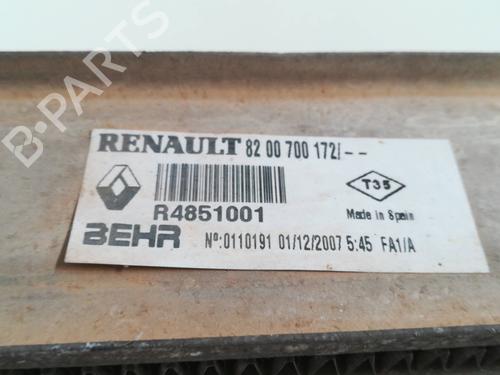 B-PARTS
RENAULT 82 00 700 172/--
R4851001
T35
Made in Spain
BEHR Nº:0110191 01/12/2007 5:45 FA1/A